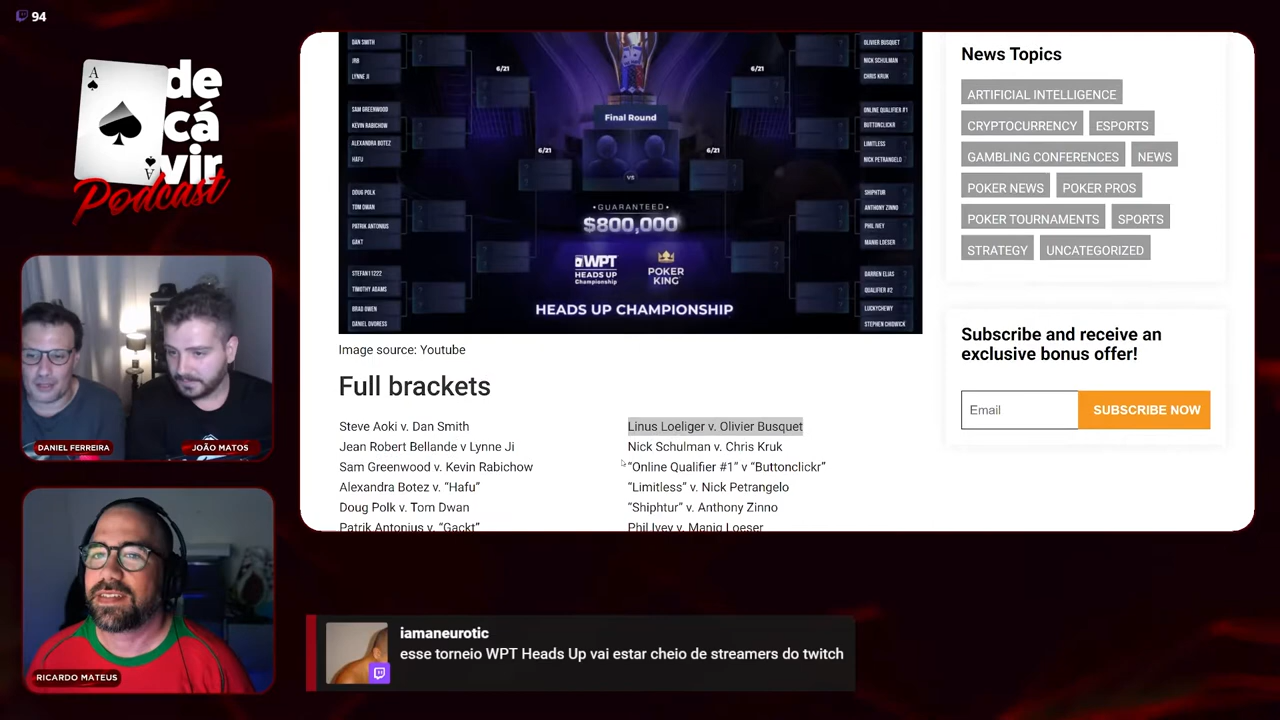 94
A
de
cá
vir
Podcast
A
DANIEL FERREIRA
JOÃO MATOS
RICARDO MATEUS
DAN SMITH
JRB
LYNNE JI
SAM GREENWOOD
KEVIN RABICHOW
ALEXANDRA BOTEZ
HAFU
DOUG POLK
TOM DWAN
PATRIK ANTONIUS
GAKT
STEFAN11222
TIMOTHY ADAMS
BRAD OWEN
DANIEL DVORESS
6/21
6/21
6/21
6/21
Final Round
VS
GUARANTEED
$800,000
WPT
HEADS UP
Championship
POKER
KING
HEADS UP CHAMPIONSHIP
OLIVIER BUSQUET
NICK SCHULMAN
CHRIS KRUK
ONLINE QUALIFIER #1
BUTTONCLICKR
LIMITLESS
NICK PETRANGELO
SHIPHTUR
ANTHONY ZINNO
PHIL IVEY
MANIG LOESER
DARREN ELIAS
QUALIFIER #2
LUCKYCHEWY
STEPHEN CHIDWICK
Image source: Youtube
Full brackets
Steve Aoki v. Dan Smith
Jean Robert Bellande v Lynne Ji
Sam Greenwood v. Kevin Rabichow
Alexandra Botez v. “Hafu”
Doug Polk v. Tom Dwan
Patrik Antonius v. “Gackt”
Linus Loeliger v. Olivier Busquet
Nick Schulman v. Chris Kruk
“Online Qualifier #1” v “Buttonclickr”
“Limitless” v. Nick Petrangelo
“Shiphtur” v. Anthony Zinno
Phil Ivey v. Manig Loeser
News Topics
ARTIFICIAL INTELLIGENCE
CRYPTOCURRENCY ESPORTS
GAMBLING CONFERENCES NEWS
POKER NEWS POKER PROS
POKER TOURNAMENTS SPORTS
STRATEGY UNCATEGORIZED
Subscribe and receive an
exclusive bonus offer!
Email SUBSCRIBE NOW
iamaneurotic
esse torneio WPT Heads Up vai estar cheio de streamers do twitch